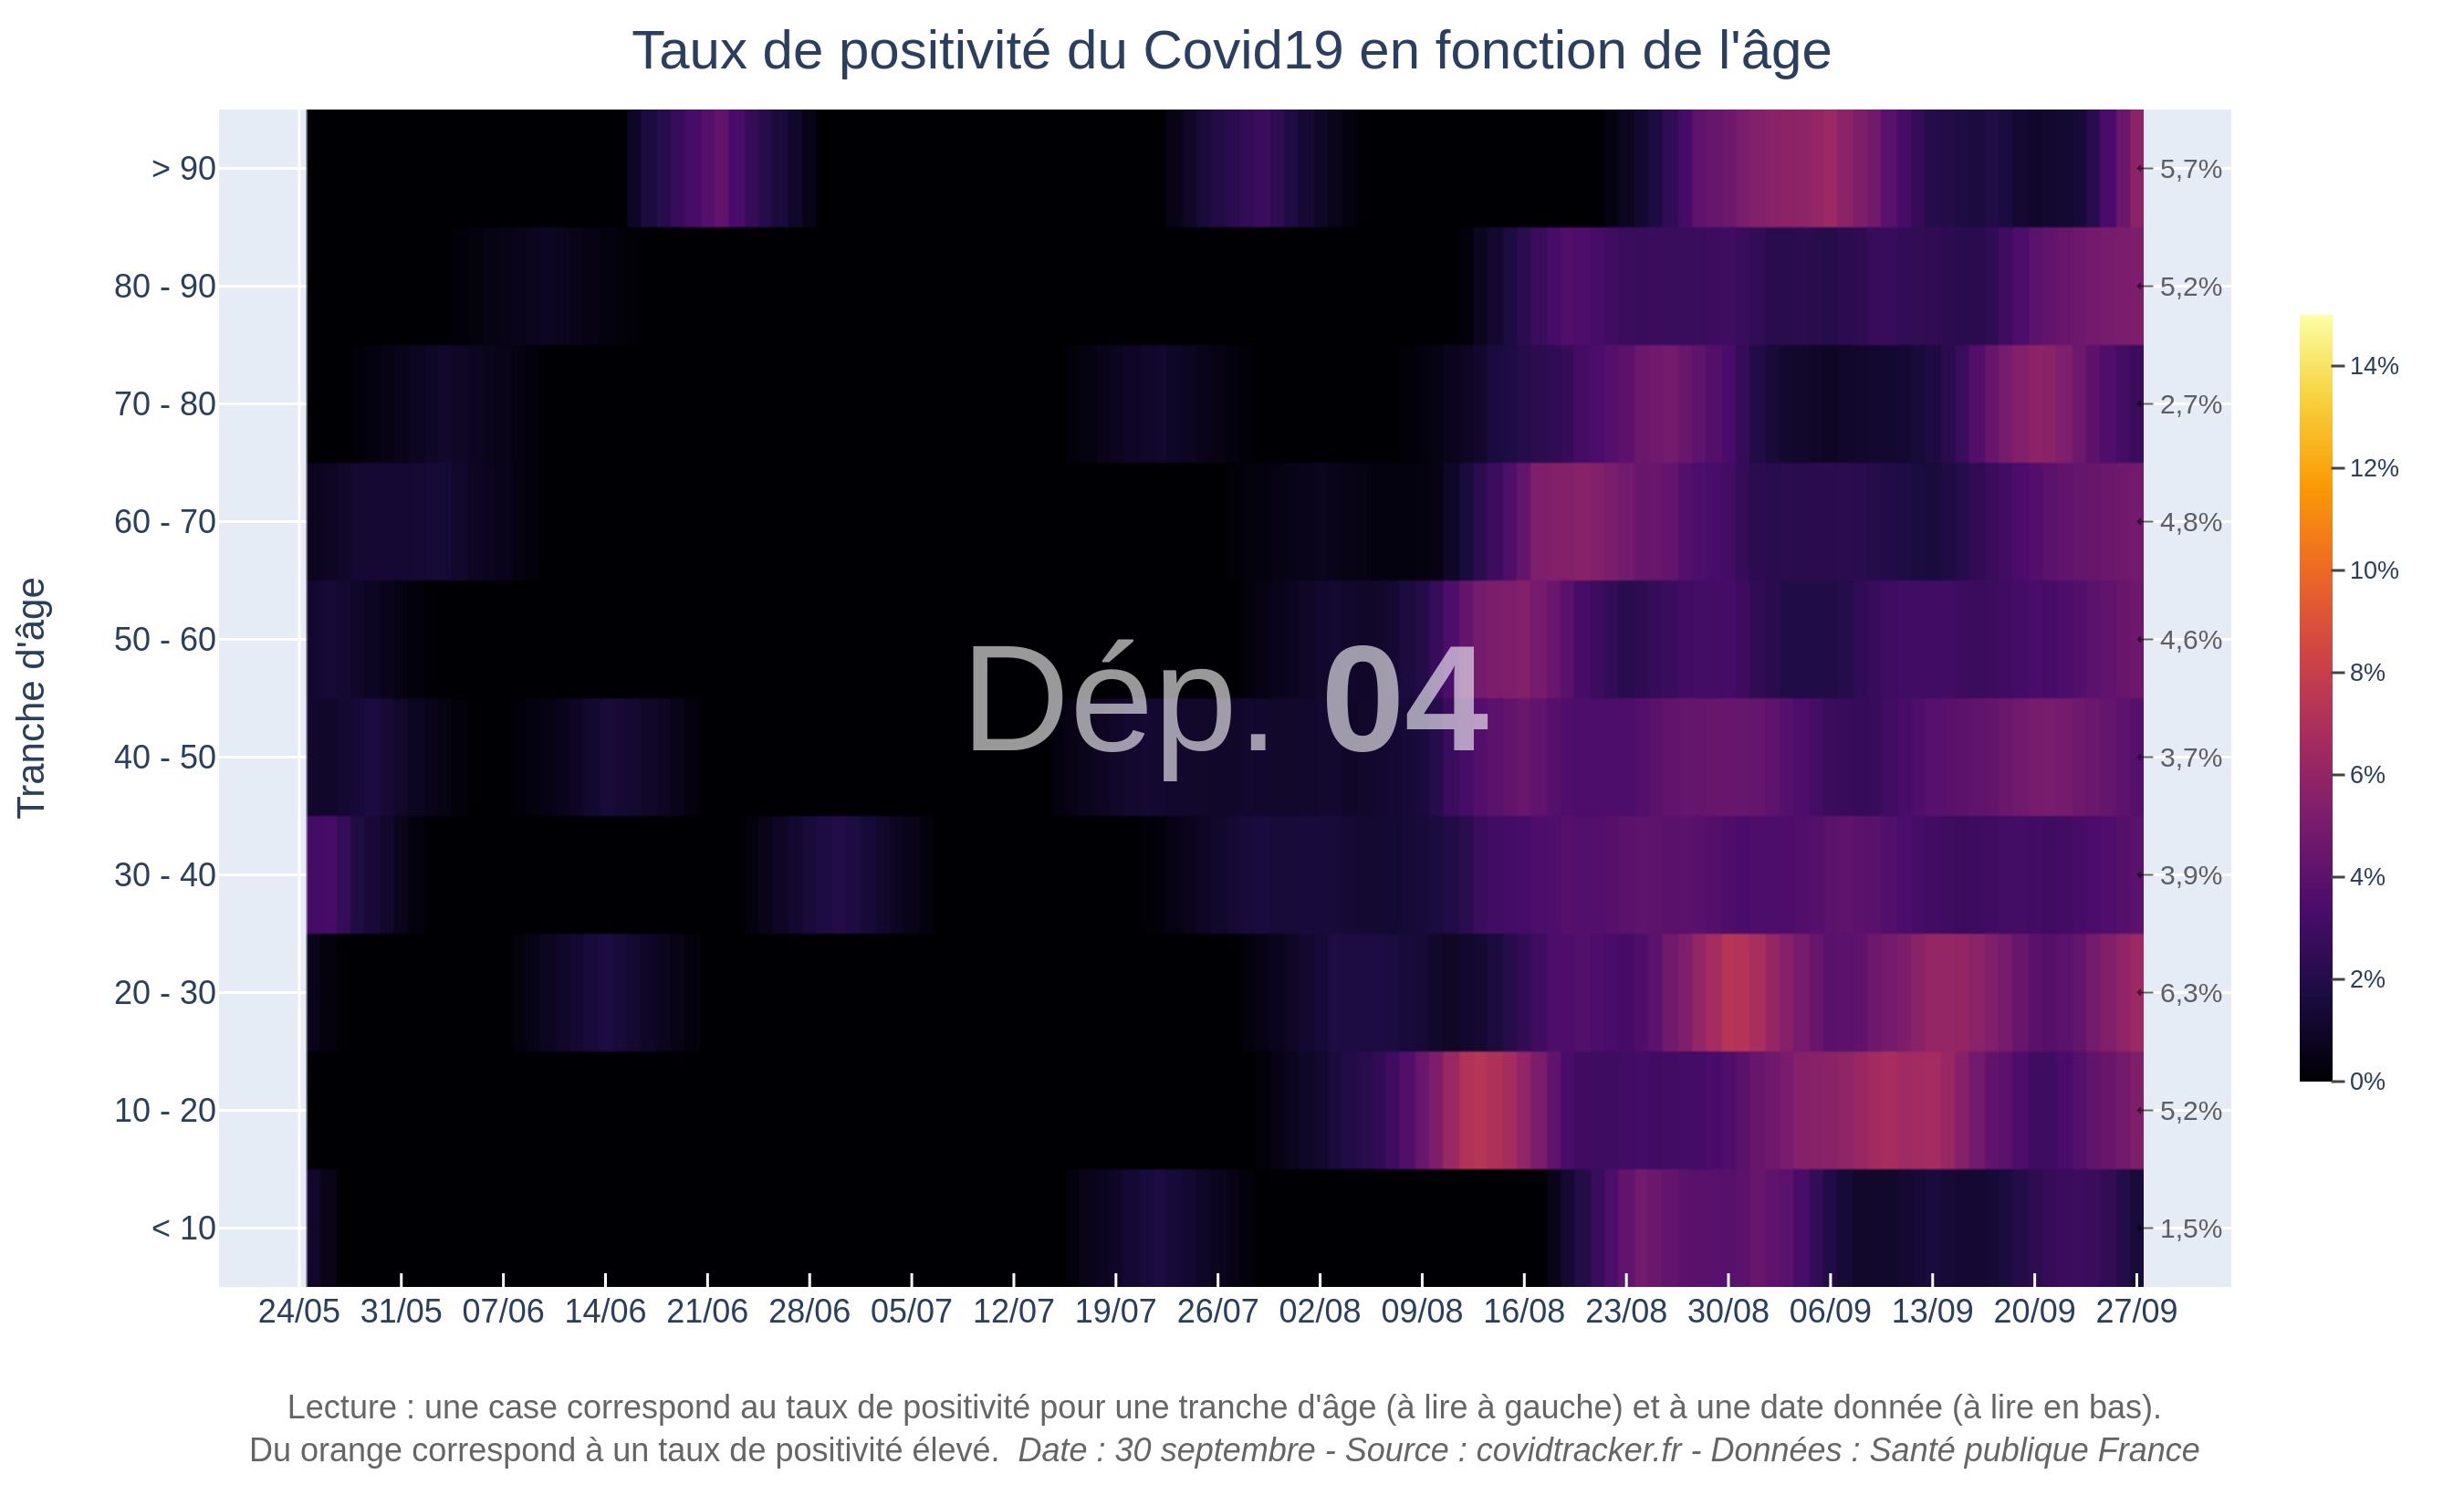 Taux de positivité du Covid19 en fonction de l'âge
Tranche d'âge
> 90
80 - 90
70 - 80
60 - 70
50 - 60
40 - 50
30 - 40
20 - 30
10 - 20
< 10
Dép. 04
5,7%
5,2%
2,7%
4,8%
4,6%
3,7%
3,9%
6,3%
5,2%
1,5%
14%
12%
10%
8%
6%
4%
2%
0%
24/05 31/05 07/06 14/06 21/06 28/06 05/07 12/07 19/07 26/07 02/08 09/08 16/08 23/08 30/08 06/09 13/09 20/09 27/09
Lecture : une case correspond au taux de positivité pour une tranche d'âge (à lire à gauche) et à une date donnée (à lire en bas).
Du orange correspond à un taux de positivité élevé. Date : 30 septembre - Source : covidtracker.fr - Données : Santé publique France